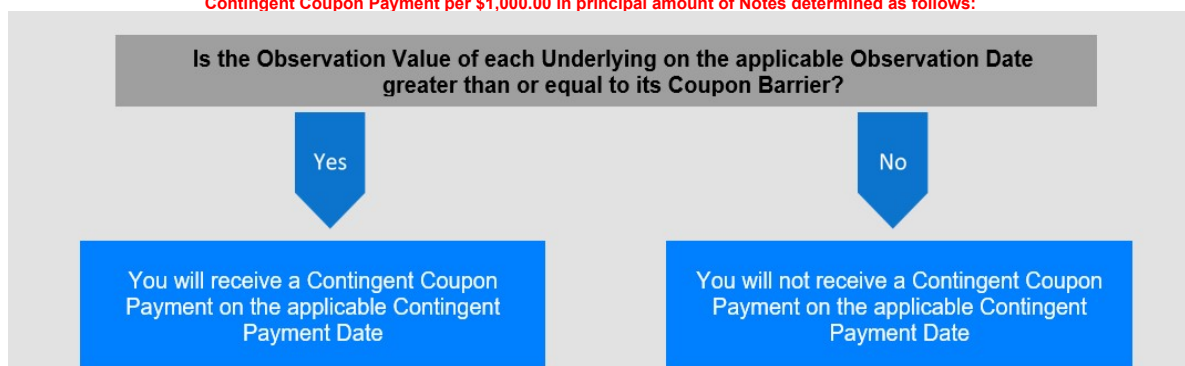 Contingent Coupon Payment per $1,000.00 in principal amount of Notes determined as follows:
Is the Observation Value of each Underlying on the applicable Observation Date
greater than or equal to its Coupon Barrier?
Yes
No
You will receive a Contingent Coupon
Payment on the applicable Contingent
Payment Date
You will not receive a Contingent Coupon
Payment on the applicable Contingent
Payment Date